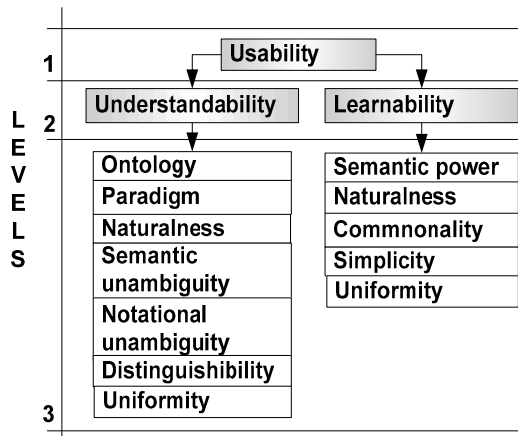 LEVELS
1
Usability
2
Understandability
Learnability
3
Ontology
Paradigm
Naturalness
Semantic
unambiguity
Notational
unambiguity
Distinguishibility
Uniformity
Semantic power
Naturalness
Commnonality
Simplicity
Uniformity